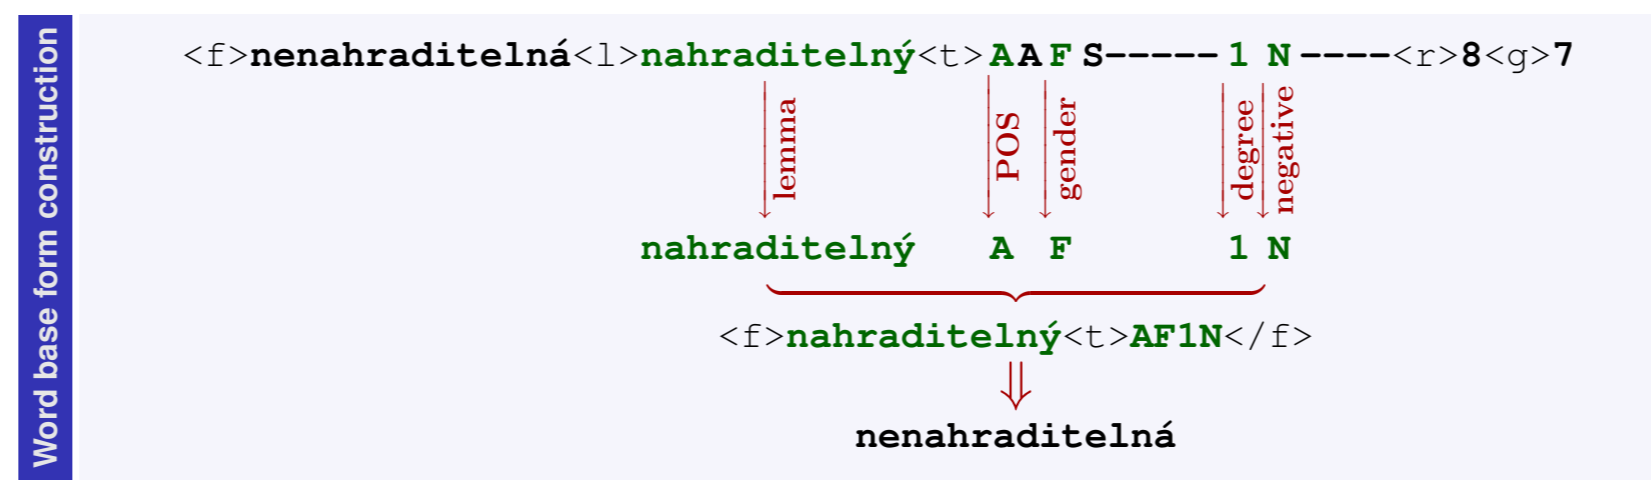 Word base form construction
<f>nenahraditelná<l>nahraditelný<t>AAFS-----1N----<r>8<g>7
lemma POS gender degree negative
nahraditelný A F 1 N
<f>nahraditelný<t>AF1N</f>
⇓
nenahraditelná